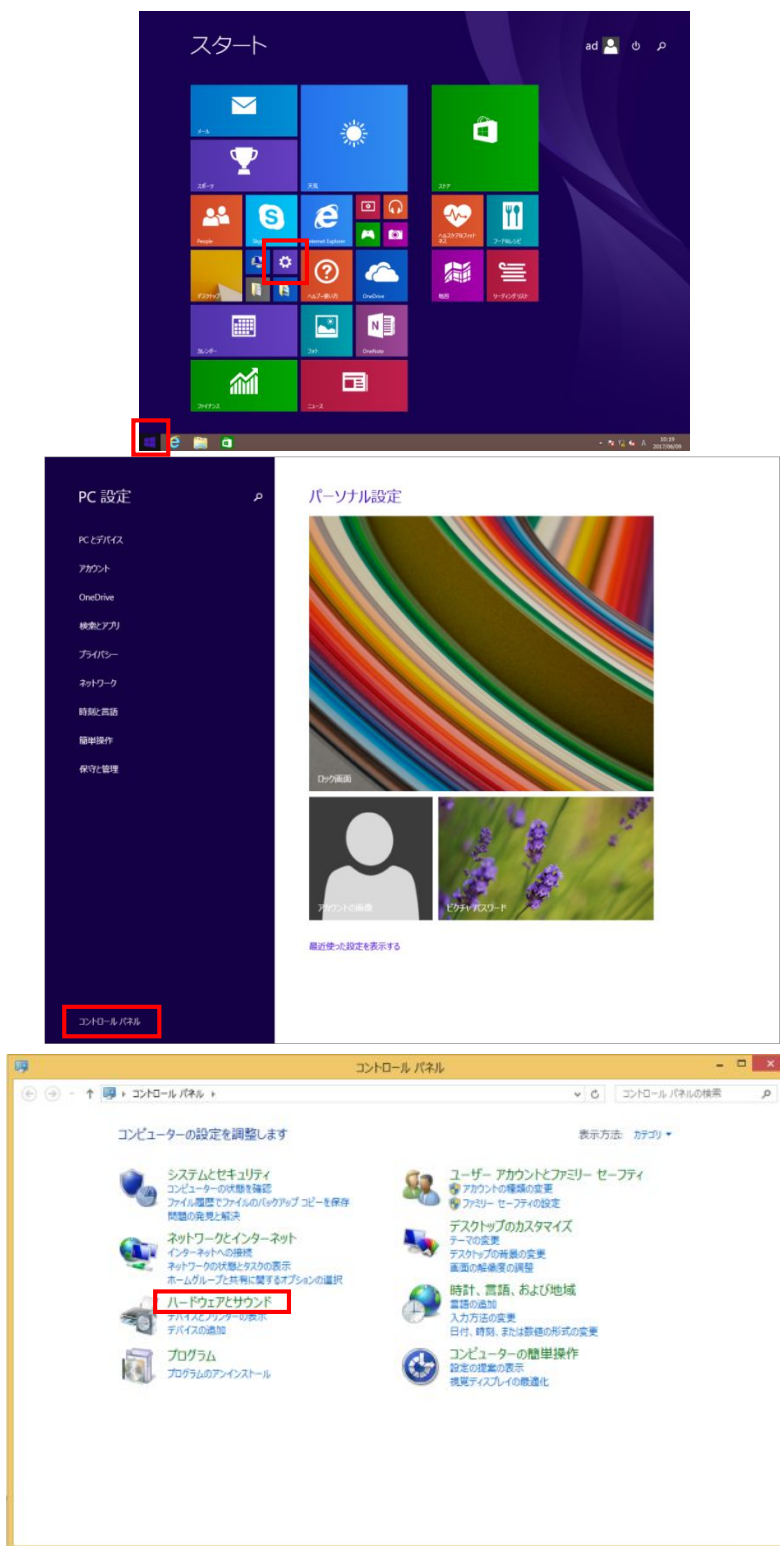 スタート
ad
メール
スポーツ
天気
ストア
People
Internet Explorer
ヘルスケア&フィットネス
フード&レシピ
デスクトップ
ヘルプ+使い方
OneDrive
地図
リーディング リスト
カレンダー
フォト
OneNote
ファイナンス
ニュース
10:19
2017/06/09
PC 設定
パーソナル設定
PC とデバイス
アカウント
OneDrive
検索とアプリ
プライバシー
ネットワーク
時刻と言語
簡単操作
保守と管理
ロック画面
アカウントの画像
ピクチャ パスワード
最近使った設定を表示する
コントロール パネル
コントロール パネル
コントロール パネル
コントロール パネルの検索
コンピューターの設定を調整します
表示方法: カテゴリ
システムとセキュリティ
コンピューターの状態を確認
ファイル履歴でファイルのバックアップ コピーを保存
問題の発見と解決
ネットワークとインターネット
インターネットへの接続
ネットワークの状態とタスクの表示
ホームグループと共有に関するオプションの選択
ハードウェアとサウンド
デバイスとプリンターの表示
デバイスの追加
プログラム
プログラムのアンインストール
ユーザー アカウントとファミリー セーフティ
アカウントの種類の変更
ファミリー セーフティの設定
デスクトップのカスタマイズ
テーマの変更
デスクトップの背景の変更
画面の解像度の調整
時計、言語、および地域
言語の追加
入力方法の変更
日付、時刻、または数値の形式の変更
コンピューターの簡単操作
設定の提案の表示
視覚ディスプレイの最適化